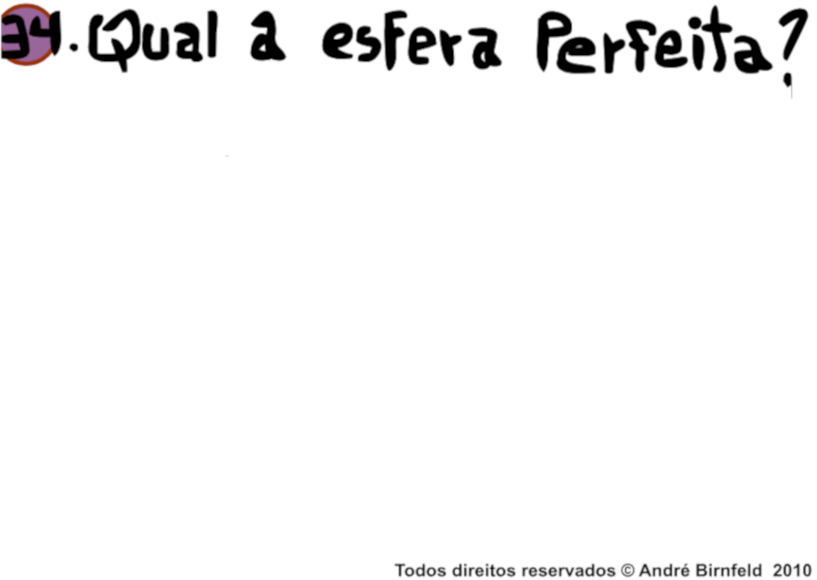 34. Qual a esfera Perfeita?
Todos direitos reservados © André Birnfeld 2010